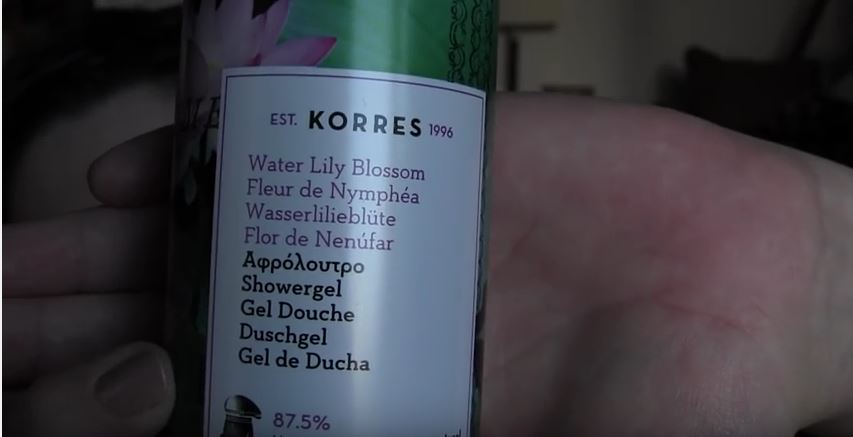 EST. KORRES 1996
Water Lily Blossom
Fleur de Nymphéa
Wasserlilieblüte
Flor de Nenúfar
Αφρόλουτρο
Showergel
Gel Douche
Duschgel
Gel de Ducha
87.5%